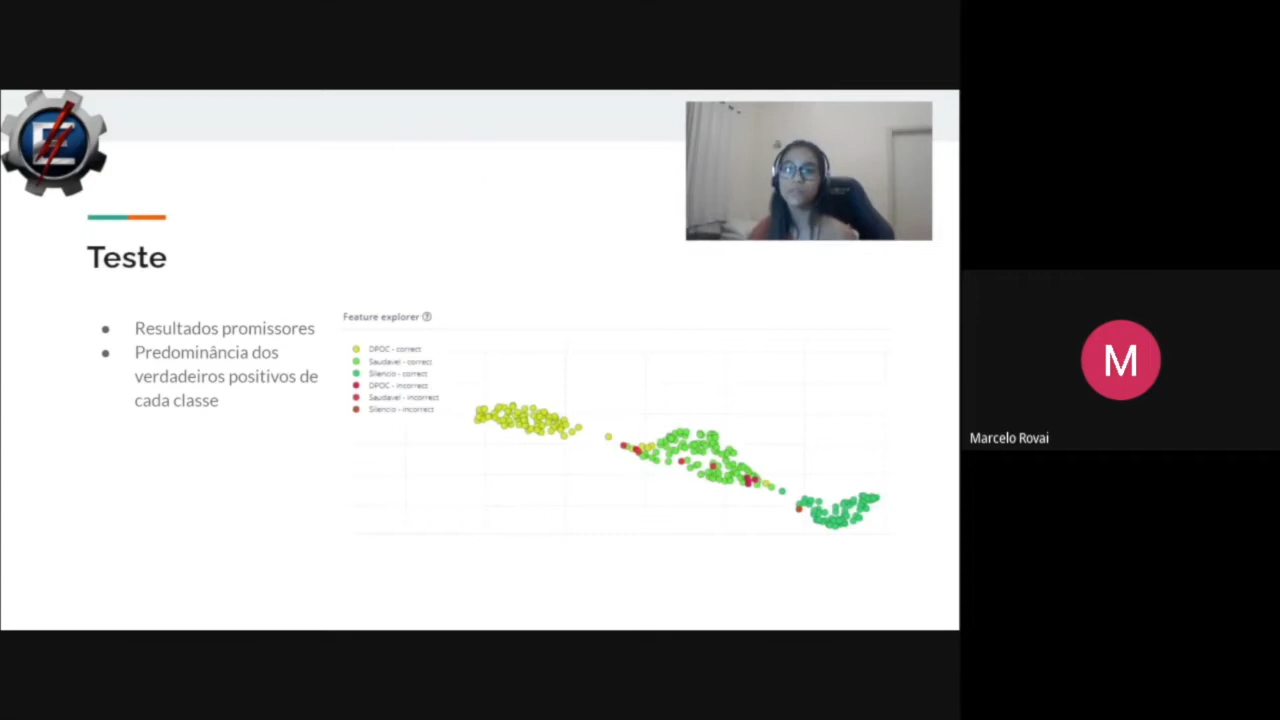 E
Teste
● Resultados promissores
● Predominância dos
verdadeiros positivos de
cada classe
Feature explorer ?
DPOC - correct
Saudavel - correct
Silencio - correct
DPOC - incorrect
Saudavel - incorrect
Silencio - incorrect
M
Marcelo Rovai